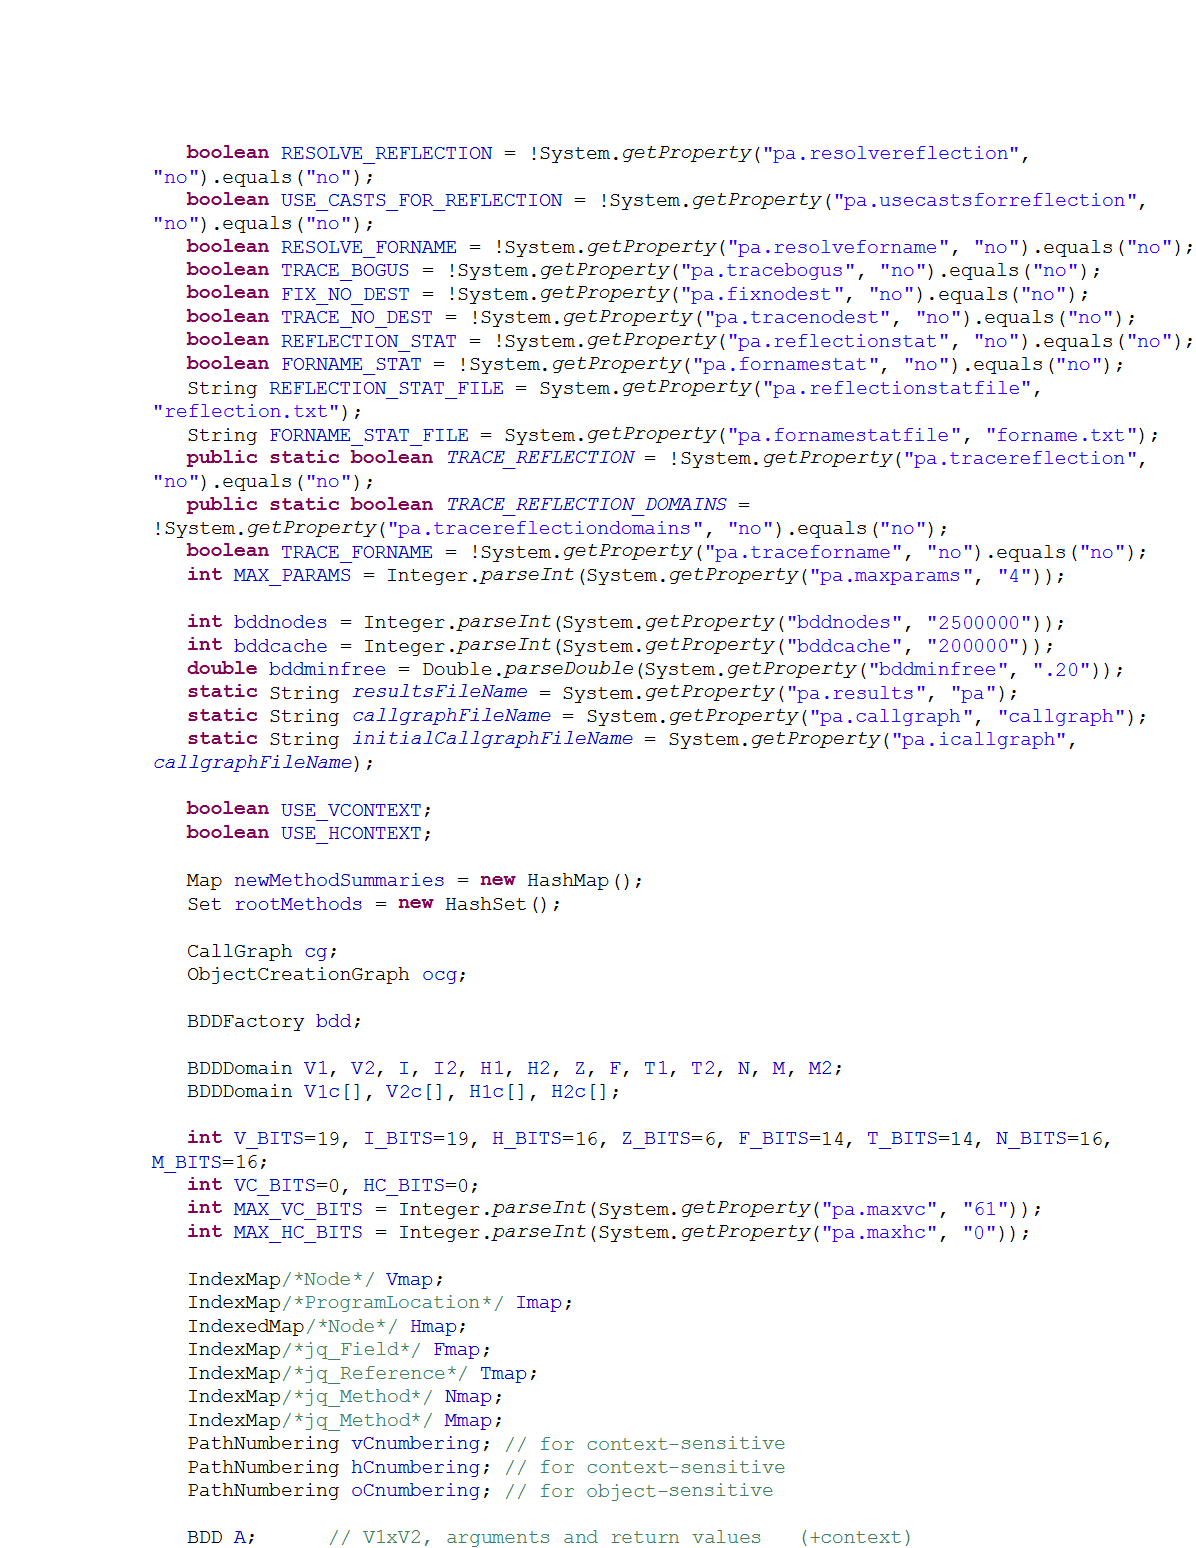 boolean RESOLVE_REFLECTION = !System.getProperty("pa.resolvereflection",
"no").equals("no");
boolean USE_CASTS_FOR_REFLECTION = !System.getProperty("pa.usecastsforreflection",
"no").equals("no");
boolean RESOLVE_FORNAME = !System.getProperty("pa.resolveforname", "no").equals("no");
boolean TRACE_BOGUS = !System.getProperty("pa.tracebogus", "no").equals("no");
boolean FIX_NO_DEST = !System.getProperty("pa.fixnodest", "no").equals("no");
boolean TRACE_NO_DEST = !System.getProperty("pa.tracenodest", "no").equals("no");
boolean REFLECTION_STAT = !System.getProperty("pa.reflectionstat", "no").equals("no");
boolean FORNAME_STAT = !System.getProperty("pa.fornamestat", "no").equals("no");
String REFLECTION_STAT_FILE = System.getProperty("pa.reflectionstatfile",
"reflection.txt");
String FORNAME_STAT_FILE = System.getProperty("pa.fornamestatfile", "forname.txt");
public static boolean TRACE_REFLECTION = !System.getProperty("pa.tracereflection",
"no").equals("no");
public static boolean TRACE_REFLECTION_DOMAINS =
!System.getProperty("pa.tracereflectiondomains", "no").equals("no");
boolean TRACE_FORNAME = !System.getProperty("pa.traceforname", "no").equals("no");
int MAX_PARAMS = Integer.parseInt(System.getProperty("pa.maxparams", "4"));
int bddnodes = Integer.parseInt(System.getProperty("bddnodes", "2500000"));
int bddcache = Integer.parseInt(System.getProperty("bddcache", "200000"));
double bddminfree = Double.parseDouble(System.getProperty("bddminfree", ".20"));
static String resultsFileName = System.getProperty("pa.results", "pa");
static String callgraphFileName = System.getProperty("pa.callgraph", "callgraph");
static String initialCallgraphFileName = System.getProperty("pa.icallgraph",
callgraphFileName);
boolean USE_VCONTEXT;
boolean USE_HCONTEXT;
Map newMethodSummaries = new HashMap();
Set rootMethods = new HashSet();
CallGraph cg;
ObjectCreationGraph ocg;
BDDFactory bdd;
BDDDomain V1, V2, I, I2, H1, H2, Z, F, T1, T2, N, M, M2;
BDDDomain V1c[], V2c[], H1c[], H2c[];
int V_BITS=19, I_BITS=19, H_BITS=16, Z_BITS=6, F_BITS=14, T_BITS=14, N_BITS=16,
M_BITS=16;
int VC_BITS=0, HC_BITS=0;
int MAX_VC_BITS = Integer.parseInt(System.getProperty("pa.maxvc", "61"));
int MAX_HC_BITS = Integer.parseInt(System.getProperty("pa.maxhc", "0"));
IndexMap/*Node*/ Vmap;
IndexMap/*ProgramLocation*/ Imap;
IndexedMap/*Node*/ Hmap;
IndexMap/*jq_Field*/ Fmap;
IndexMap/*jq_Reference*/ Tmap;
IndexMap/*jq_Method*/ Nmap;
IndexMap/*jq_Method*/ Mmap;
PathNumbering vCnumbering; // for context-sensitive
PathNumbering hCnumbering; // for context-sensitive
PathNumbering oCnumbering; // for object-sensitive
BDD A; // V1xV2, arguments and return values (+context)